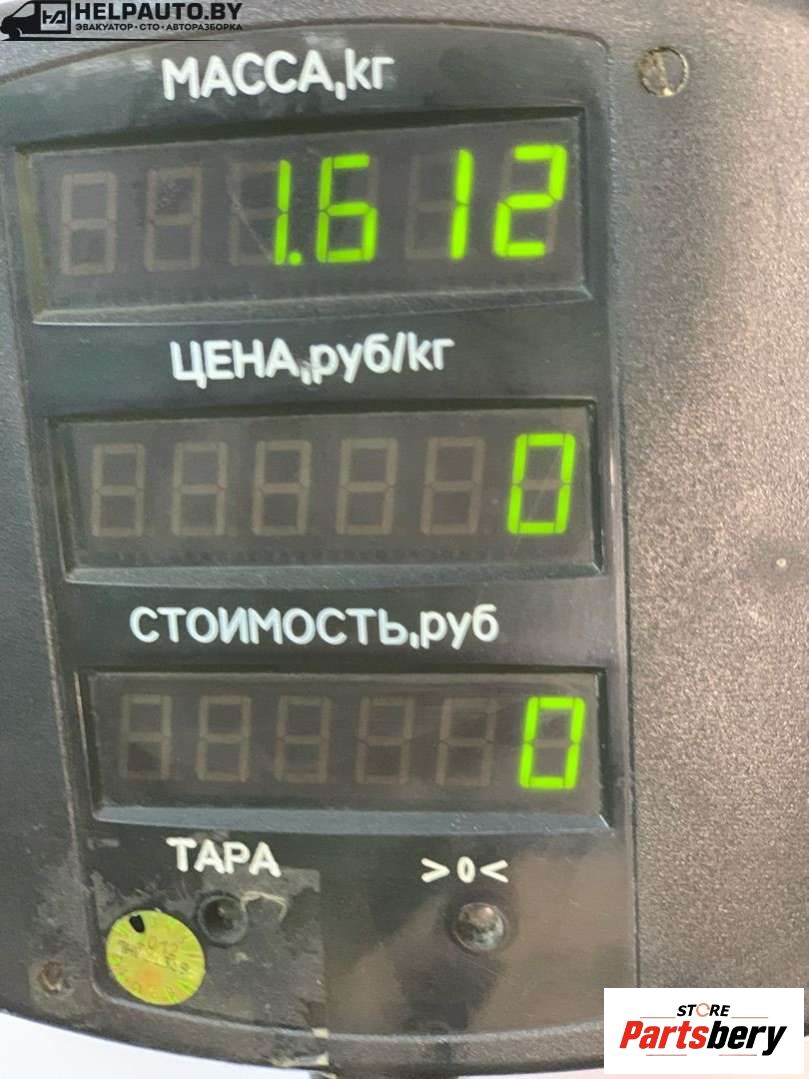 HELPAUTO.BY
ЭВАКУАТОР•СТО•АВТОРАЗБОРКА
МАССА,кг
1.612
ЦЕНА,руб/кг
0
СТОИМОСТЬ,руб
0
ТАРА >0<
STORE
Partsbery